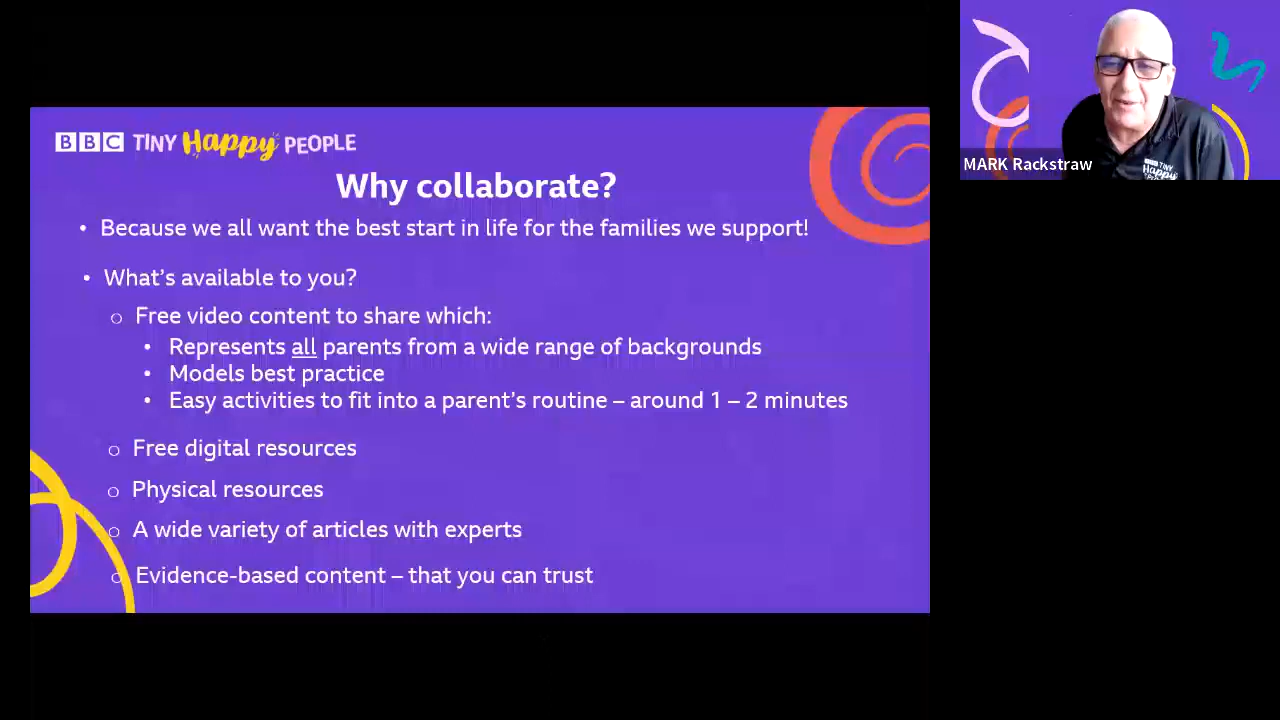 BBC TINY Happy PEOPLE
Why collaborate?
• Because we all want the best start in life for the families we support!
• What's available to you?
o Free video content to share which:
• Represents all parents from a wide range of backgrounds
• Models best practice
• Easy activities to fit into a parent's routine – around 1 – 2 minutes
o Free digital resources
o Physical resources
o A wide variety of articles with experts
o Evidence-based content – that you can trust
MARK Rackstraw
BBC TINY
Happy